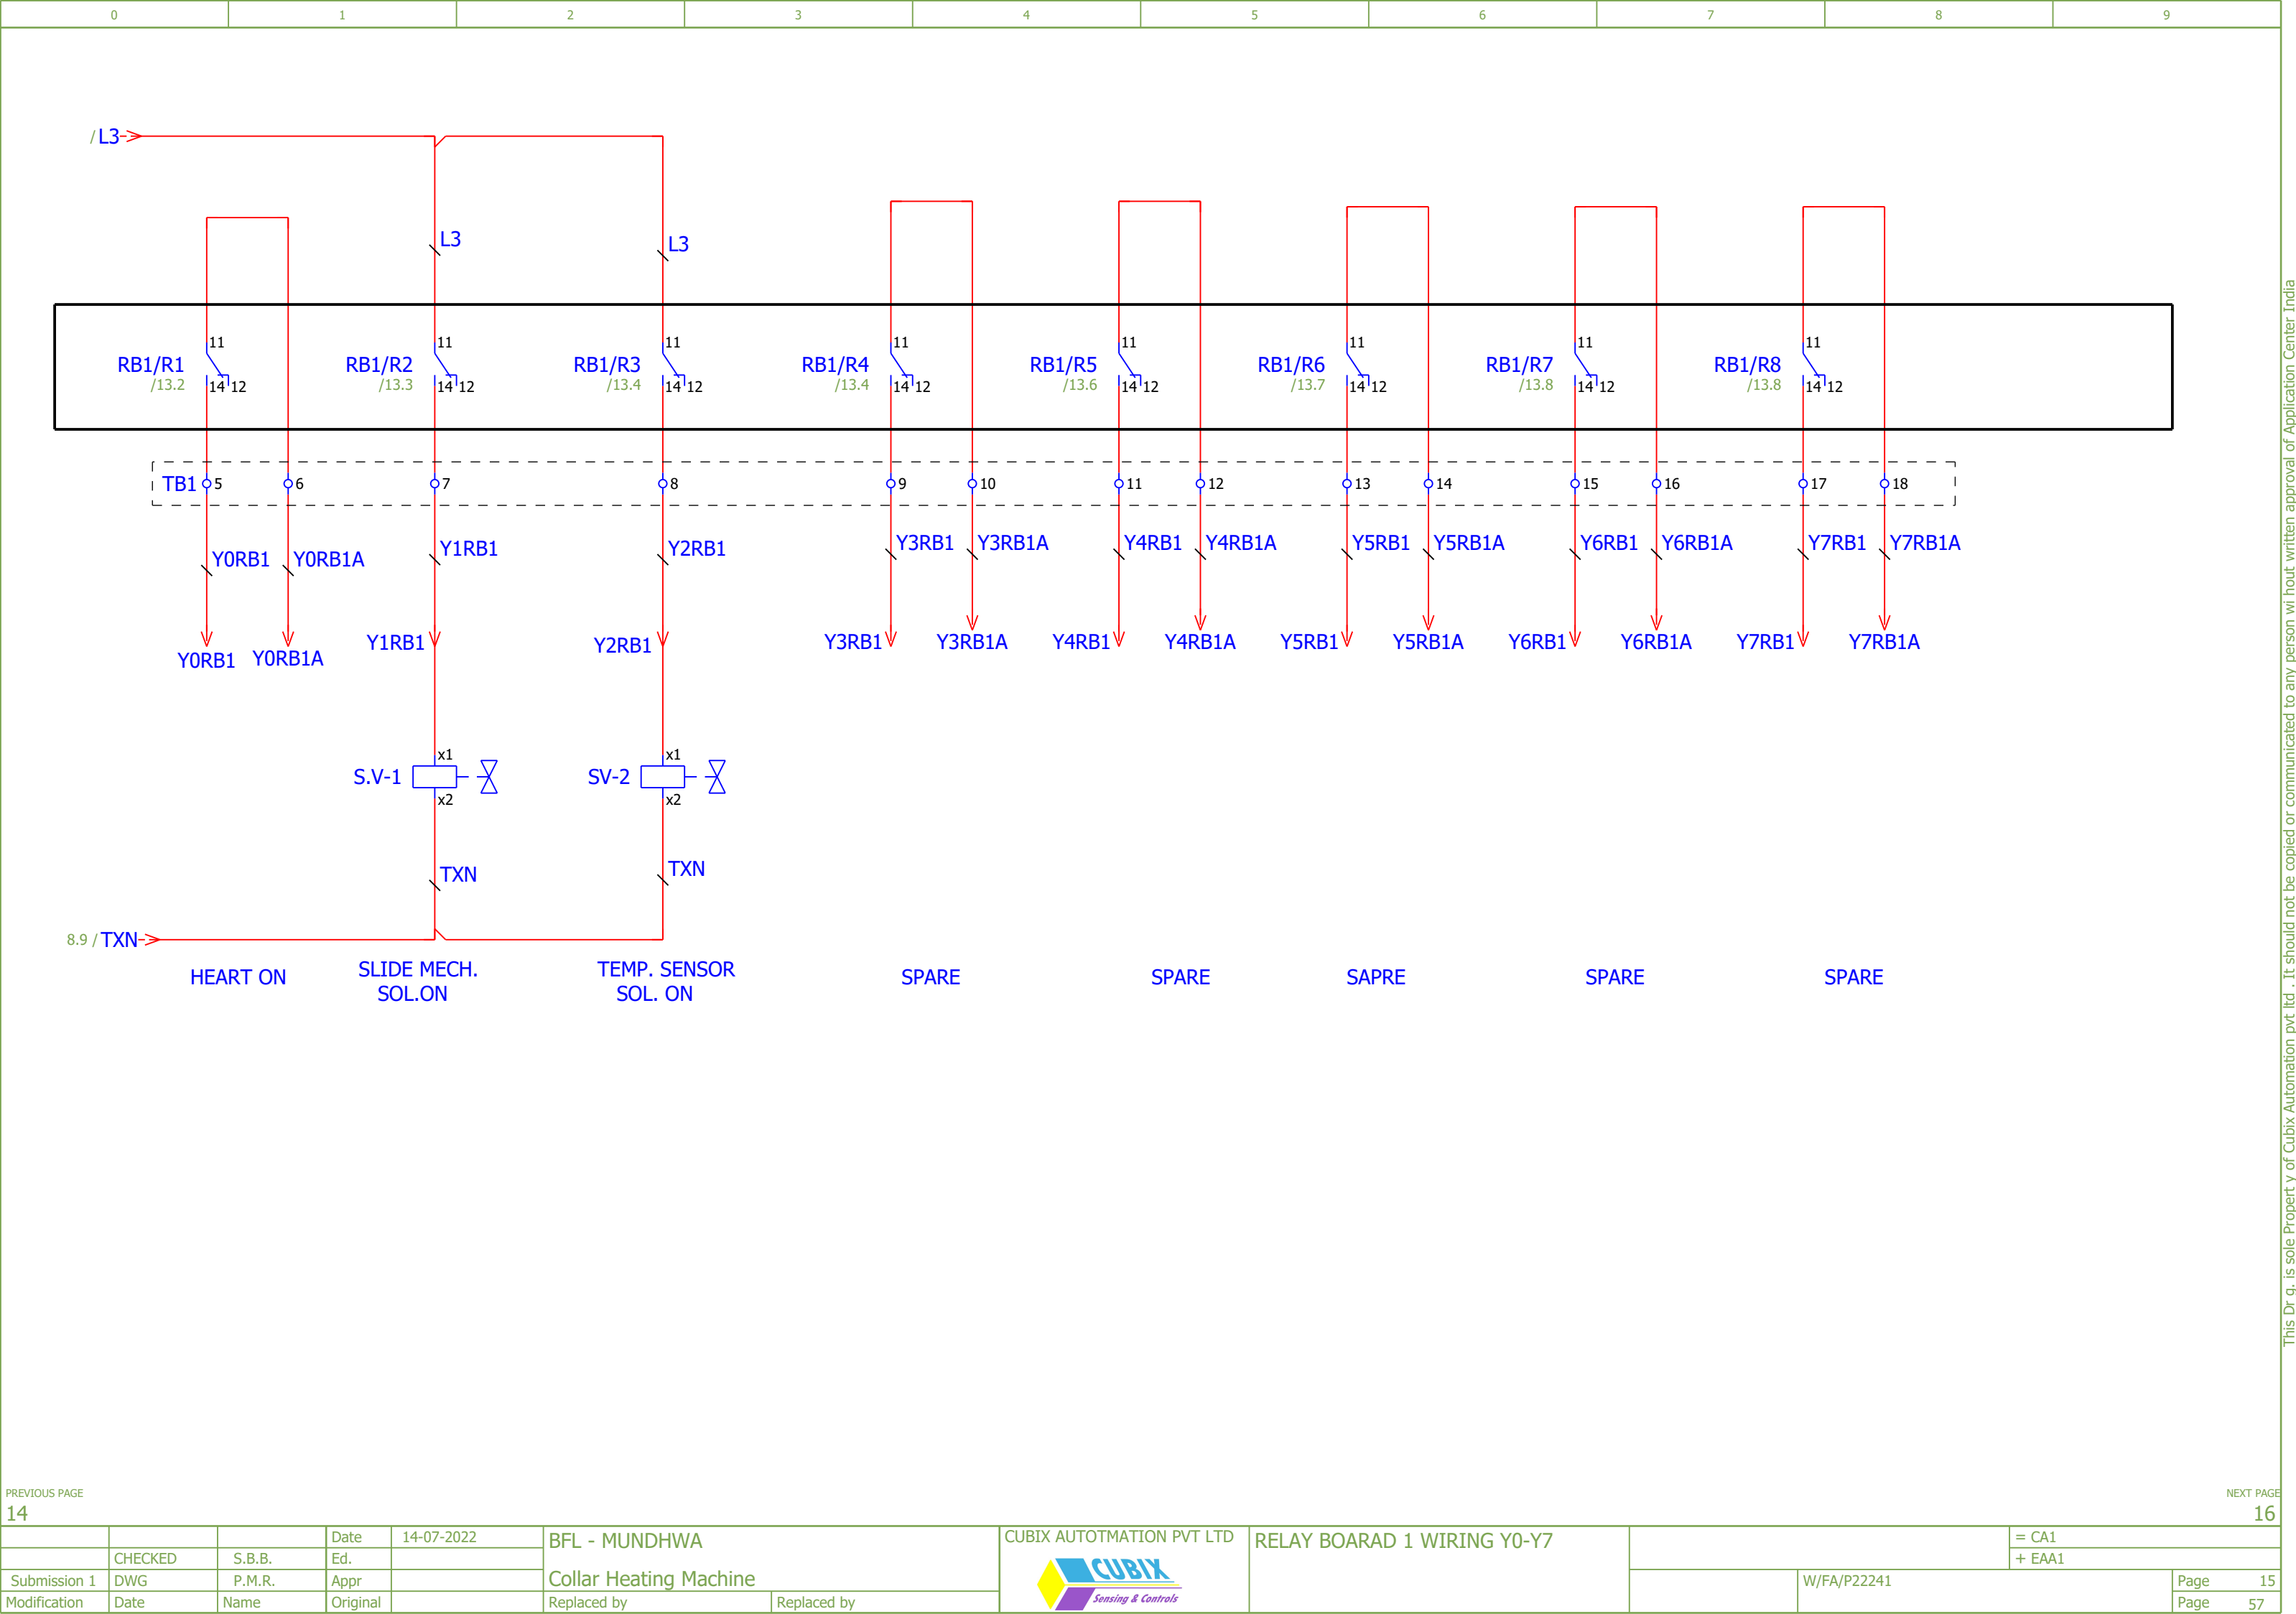 0 1 2 3 4 5 6 7 8 9
/ L3
L3
L3
11 11 11 11 11 11 11 11
RB1/R1 RB1/R2 RB1/R3 RB1/R4 RB1/R5 RB1/R6 RB1/R7 RB1/R8
/13.2 /13.3 /13.4 /13.4 /13.6 /13.7 /13.8 /13.8
14 12 14 12 14 12 14 12 14 12 14 12 14 12 14 12
TB1 5 6 7 8 9 10 11 12 13 14 15 16 17 18
Y0RB1 Y0RB1A Y1RB1 Y2RB1 Y3RB1 Y3RB1A Y4RB1 Y4RB1A Y5RB1 Y5RB1A Y6RB1 Y6RB1A Y7RB1 Y7RB1A
Y0RB1 Y0RB1A Y1RB1 Y2RB1 Y3RB1 Y3RB1A Y4RB1 Y4RB1A Y5RB1 Y5RB1A Y6RB1 Y6RB1A Y7RB1 Y7RB1A
x1 x1
S.V-1 SV-2
x2 x2
TXN TXN
8.9 / TXN
HEART ON
SLIDE MECH.
SOL.ON
TEMP. SENSOR
SOL. ON
SPARE SPARE SAPRE SPARE SPARE
This Dr g. is sole Propert y of Cubix Automation pvt ltd . It should not be copied or communicated to any person wi hout written approval of Application Center India
PREVIOUS PAGE
14
NEXT PAGE
16
Date 14-07-2022
CHECKED S.B.B. Ed.
Submission 1 DWG P.M.R. Appr
Modification Date Name Original
BFL - MUNDHWA
Collar Heating Machine
Replaced by Replaced by
CUBIX AUTOTMATION PVT LTD
CUBIX
Sensing & Controls
RELAY BOARAD 1 WIRING Y0-Y7
W/FA/P22241
= CA1
+ EAA1
Page 15
Page 57